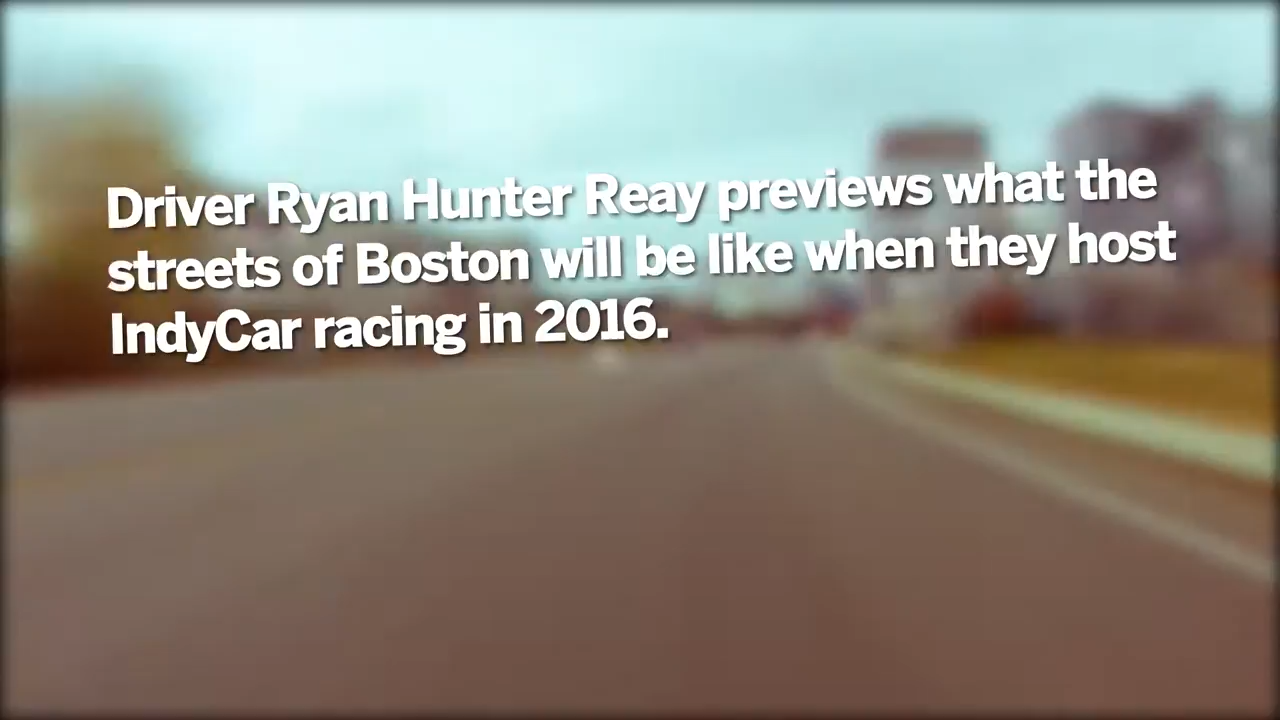 Driver Ryan Hunter Reay previews what the
streets of Boston will be like when they host
IndyCar racing in 2016.